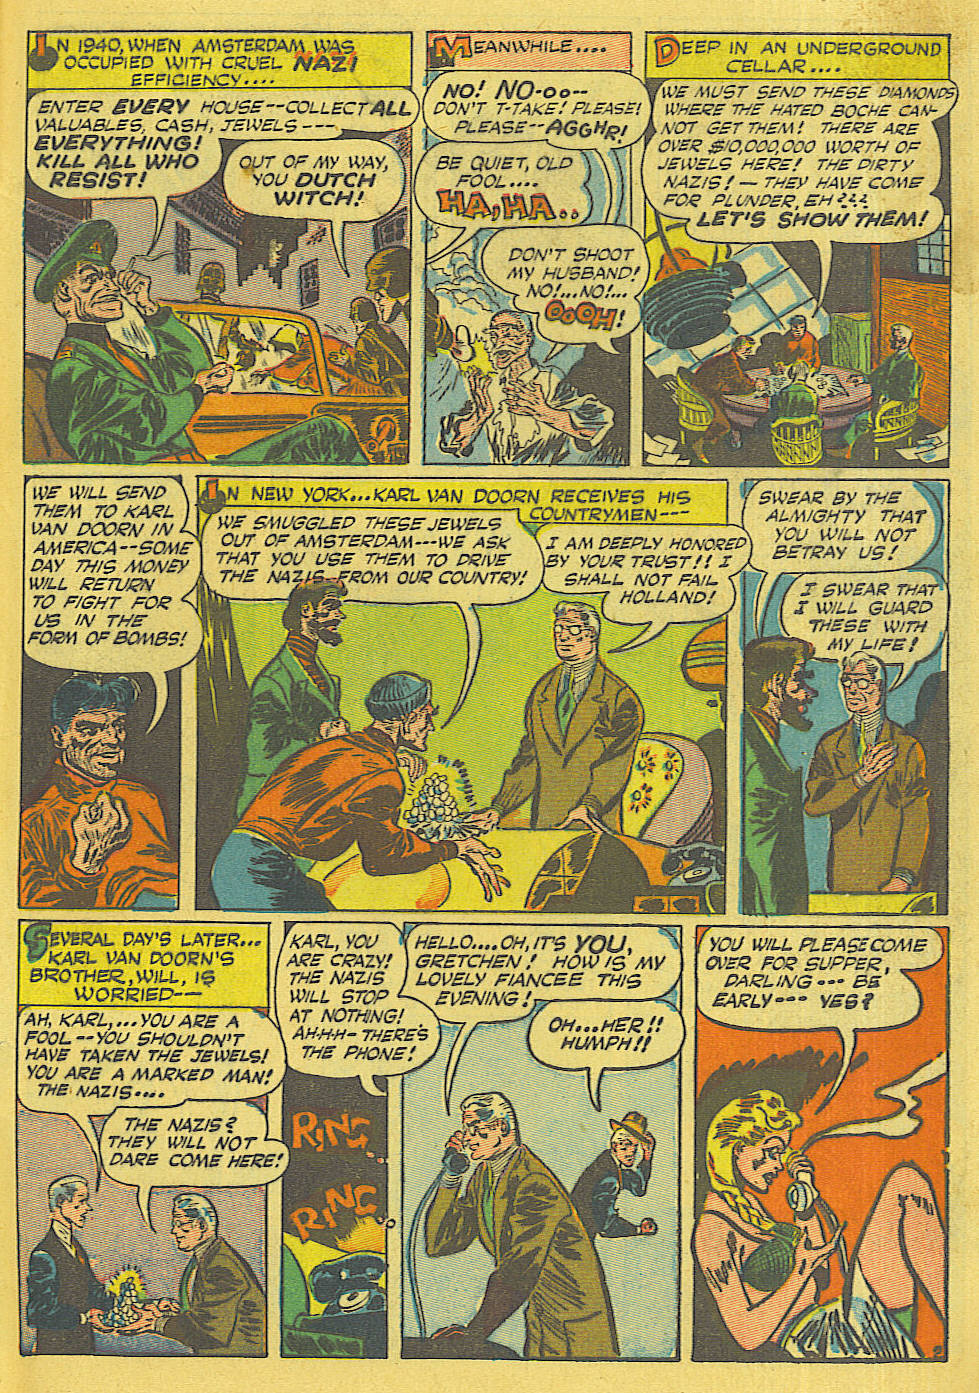 IN 1940, WHEN AMSTERDAM WAS
OCCUPIED WITH CRUEL NAZI
EFFICIENCY....
ENTER EVERY HOUSE--COLLECT ALL
VALUABLES, CASH, JEWELS---
EVERYTHING!
KILL ALL WHO
RESIST!
OUT OF MY WAY,
YOU DUTCH
WITCH!
MEANWHILE....
NO! NO-OO--
DON'T T-TAKE! PLEASE!
PLEASE--AGGHR!
BE QUIET, OLD
FOOL....
HA, HA..
DON'T SHOOT
MY HUSBAND!
NO!...NO!...
OOOH!
DEEP IN AN UNDERGROUND
CELLAR....
WE MUST SEND THESE DIAMONDS
WHERE THE HATED BOCHE CAN-
NOT GET THEM! THERE ARE
OVER $10,000,000 WORTH OF
JEWELS HERE! THE DIRTY
NAZIS!—THEY HAVE COME
FOR PLUNDER, EH???
LET'S SHOW THEM!
WE WILL SEND
THEM TO KARL
VAN DOORN IN
AMERICA--SOME
DAY THIS MONEY
WILL RETURN
TO FIGHT FOR
US IN THE
FORM OF BOMBS!
IN NEW YORK...KARL VAN DOORN RECEIVES HIS
COUNTRYMEN---
WE SMUGGLED THESE JEWELS
OUT OF AMSTERDAM---WE ASK
THAT YOU USE THEM TO DRIVE
THE NAZIS FROM OUR COUNTRY!
I AM DEEPLY HONORED
BY YOUR TRUST!! I
SHALL NOT FAIL
HOLLAND!
SWEAR BY THE
ALMIGHTY THAT
YOU WILL NOT
BETRAY US!
I SWEAR THAT
I WILL GUARD
THESE WITH
MY LIFE!
SEVERAL DAY'S LATER...
KARL VAN DOORN'S
BROTHER, WILL, IS
WORRIED--
AH, KARL,...YOU ARE A
FOOL--YOU SHOULDN'T
HAVE TAKEN THE JEWELS!
YOU ARE A MARKED MAN!
THE NAZIS....
THE NAZIS?
THEY WILL NOT
DARE COME HERE!
KARL, YOU
ARE CRAZY!
THE NAZIS
WILL STOP
AT NOTHING!
AH-H-H- THERE'S
THE PHONE!
RING...
RING...
HELLO....OH, IT'S YOU,
GRETCHEN! HOW IS MY
LOVELY FIANCEE THIS
EVENING!
OH...HER!!
HUMPH!!
YOU WILL PLEASE COME
OVER FOR SUPPER,
DARLING---BE
EARLY---YES?
2